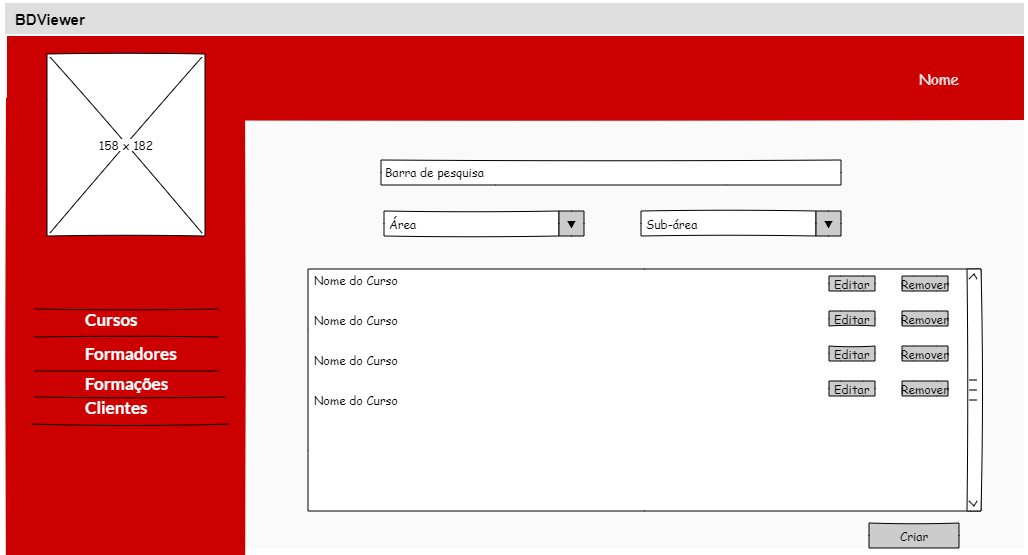 BDViewer
158 x 182
Nome
Cursos
Formadores
Formações
Clientes
Barra de pesquisa
Área
Sub-área
Nome do Curso Editar Remover
Nome do Curso Editar Remover
Nome do Curso Editar Remover
Nome do Curso Editar Remover
Criar